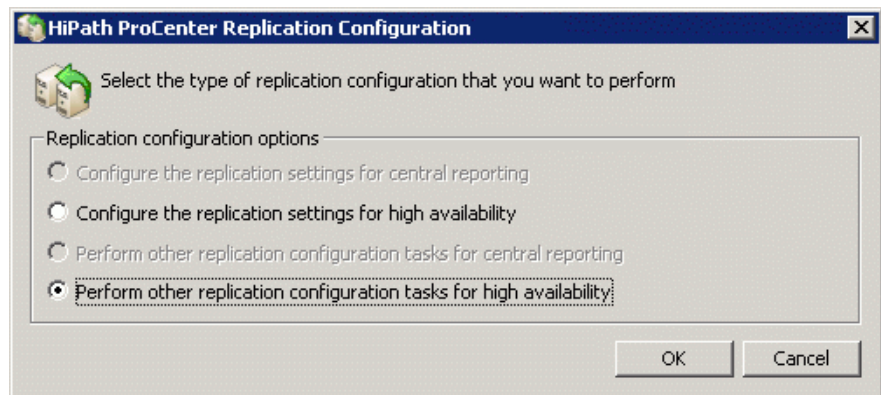 HiPath ProCenter Replication Configuration
Select the type of replication configuration that you want to perform
Replication configuration options
Configure the replication settings for central reporting
Configure the replication settings for high availability
Perform other replication configuration tasks for central reporting
Perform other replication configuration tasks for high availability
OK Cancel